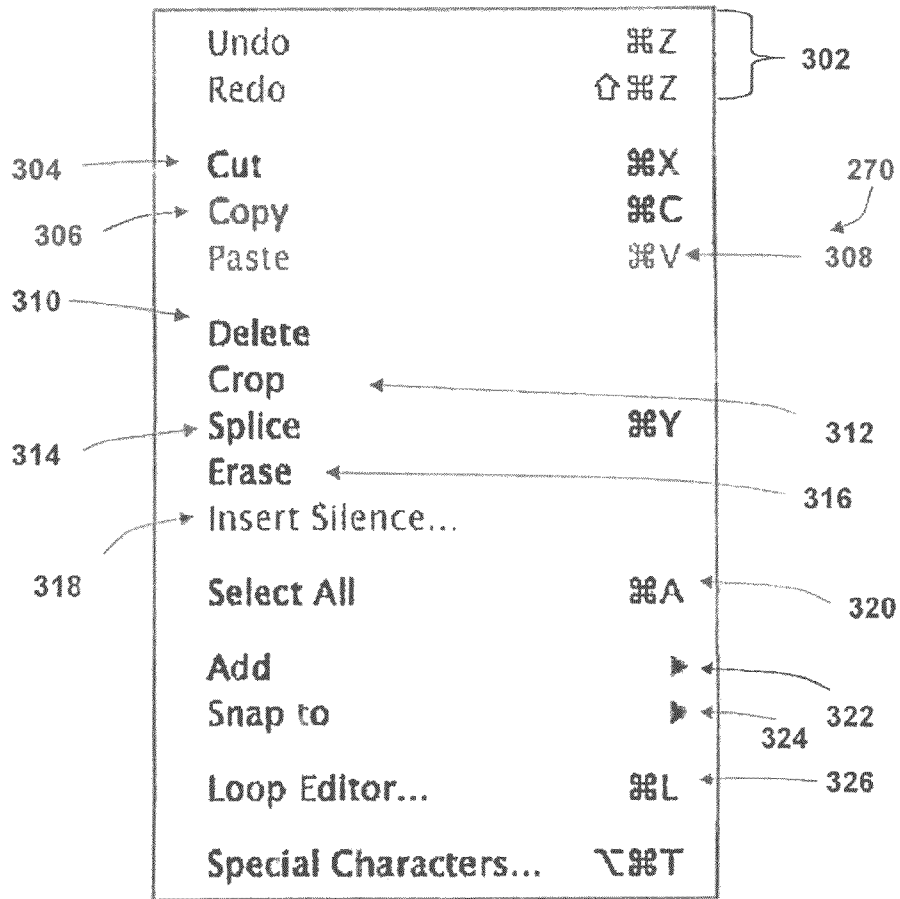 Undo ⌘Z
302
Redo ⇧⌘Z
304 Cut ⌘X 270
306 Copy ⌘C
Paste ⌘V 308
310
Delete
Crop
312
314 Splice ⌘Y
Erase
316
Insert Silence...
318
Select All ⌘A
320
Add ▶
322
Snap to ▶
324
Loop Editor... ⌘L 326
Special Characters... ⌥⌘T